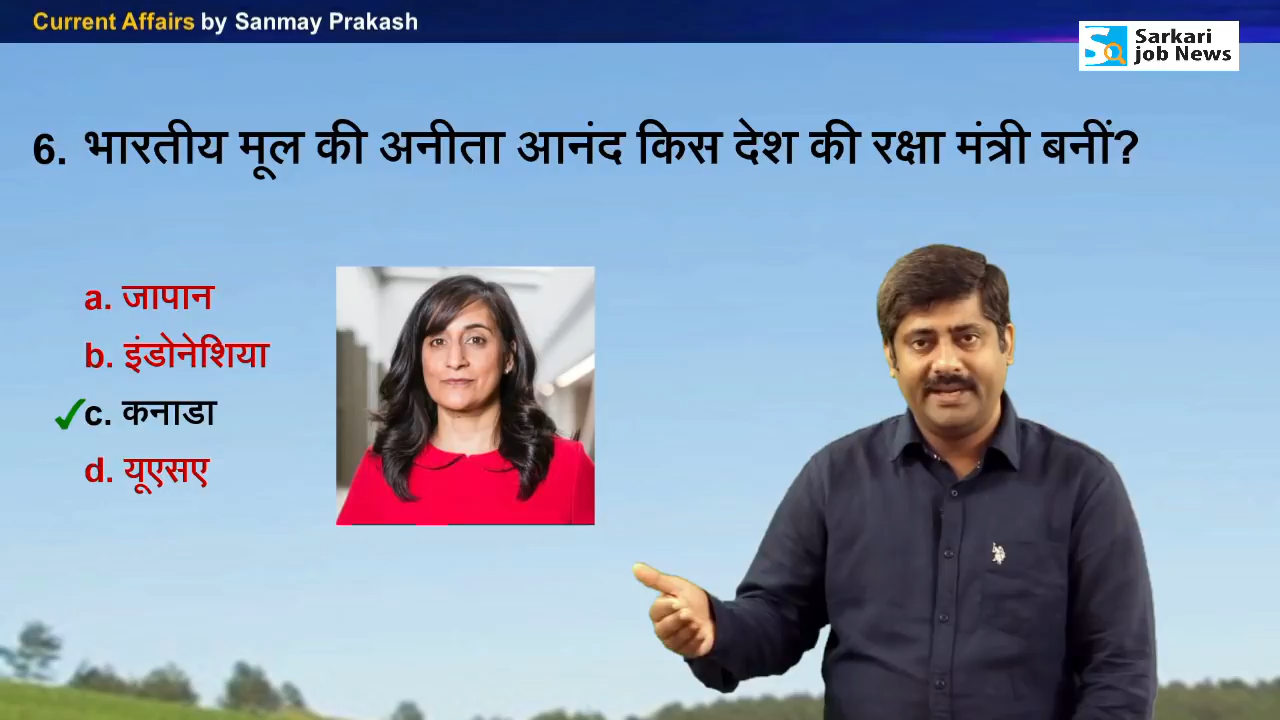 Current Affairs by Sanmay Prakash
Sarkari
job News
6. भारतीय मूल की अनीता आनंद किस देश की रक्षा मंत्री बनीं?
a. जापान
b. इंडोनेशिया
c. कनाडा
d. यूएसए